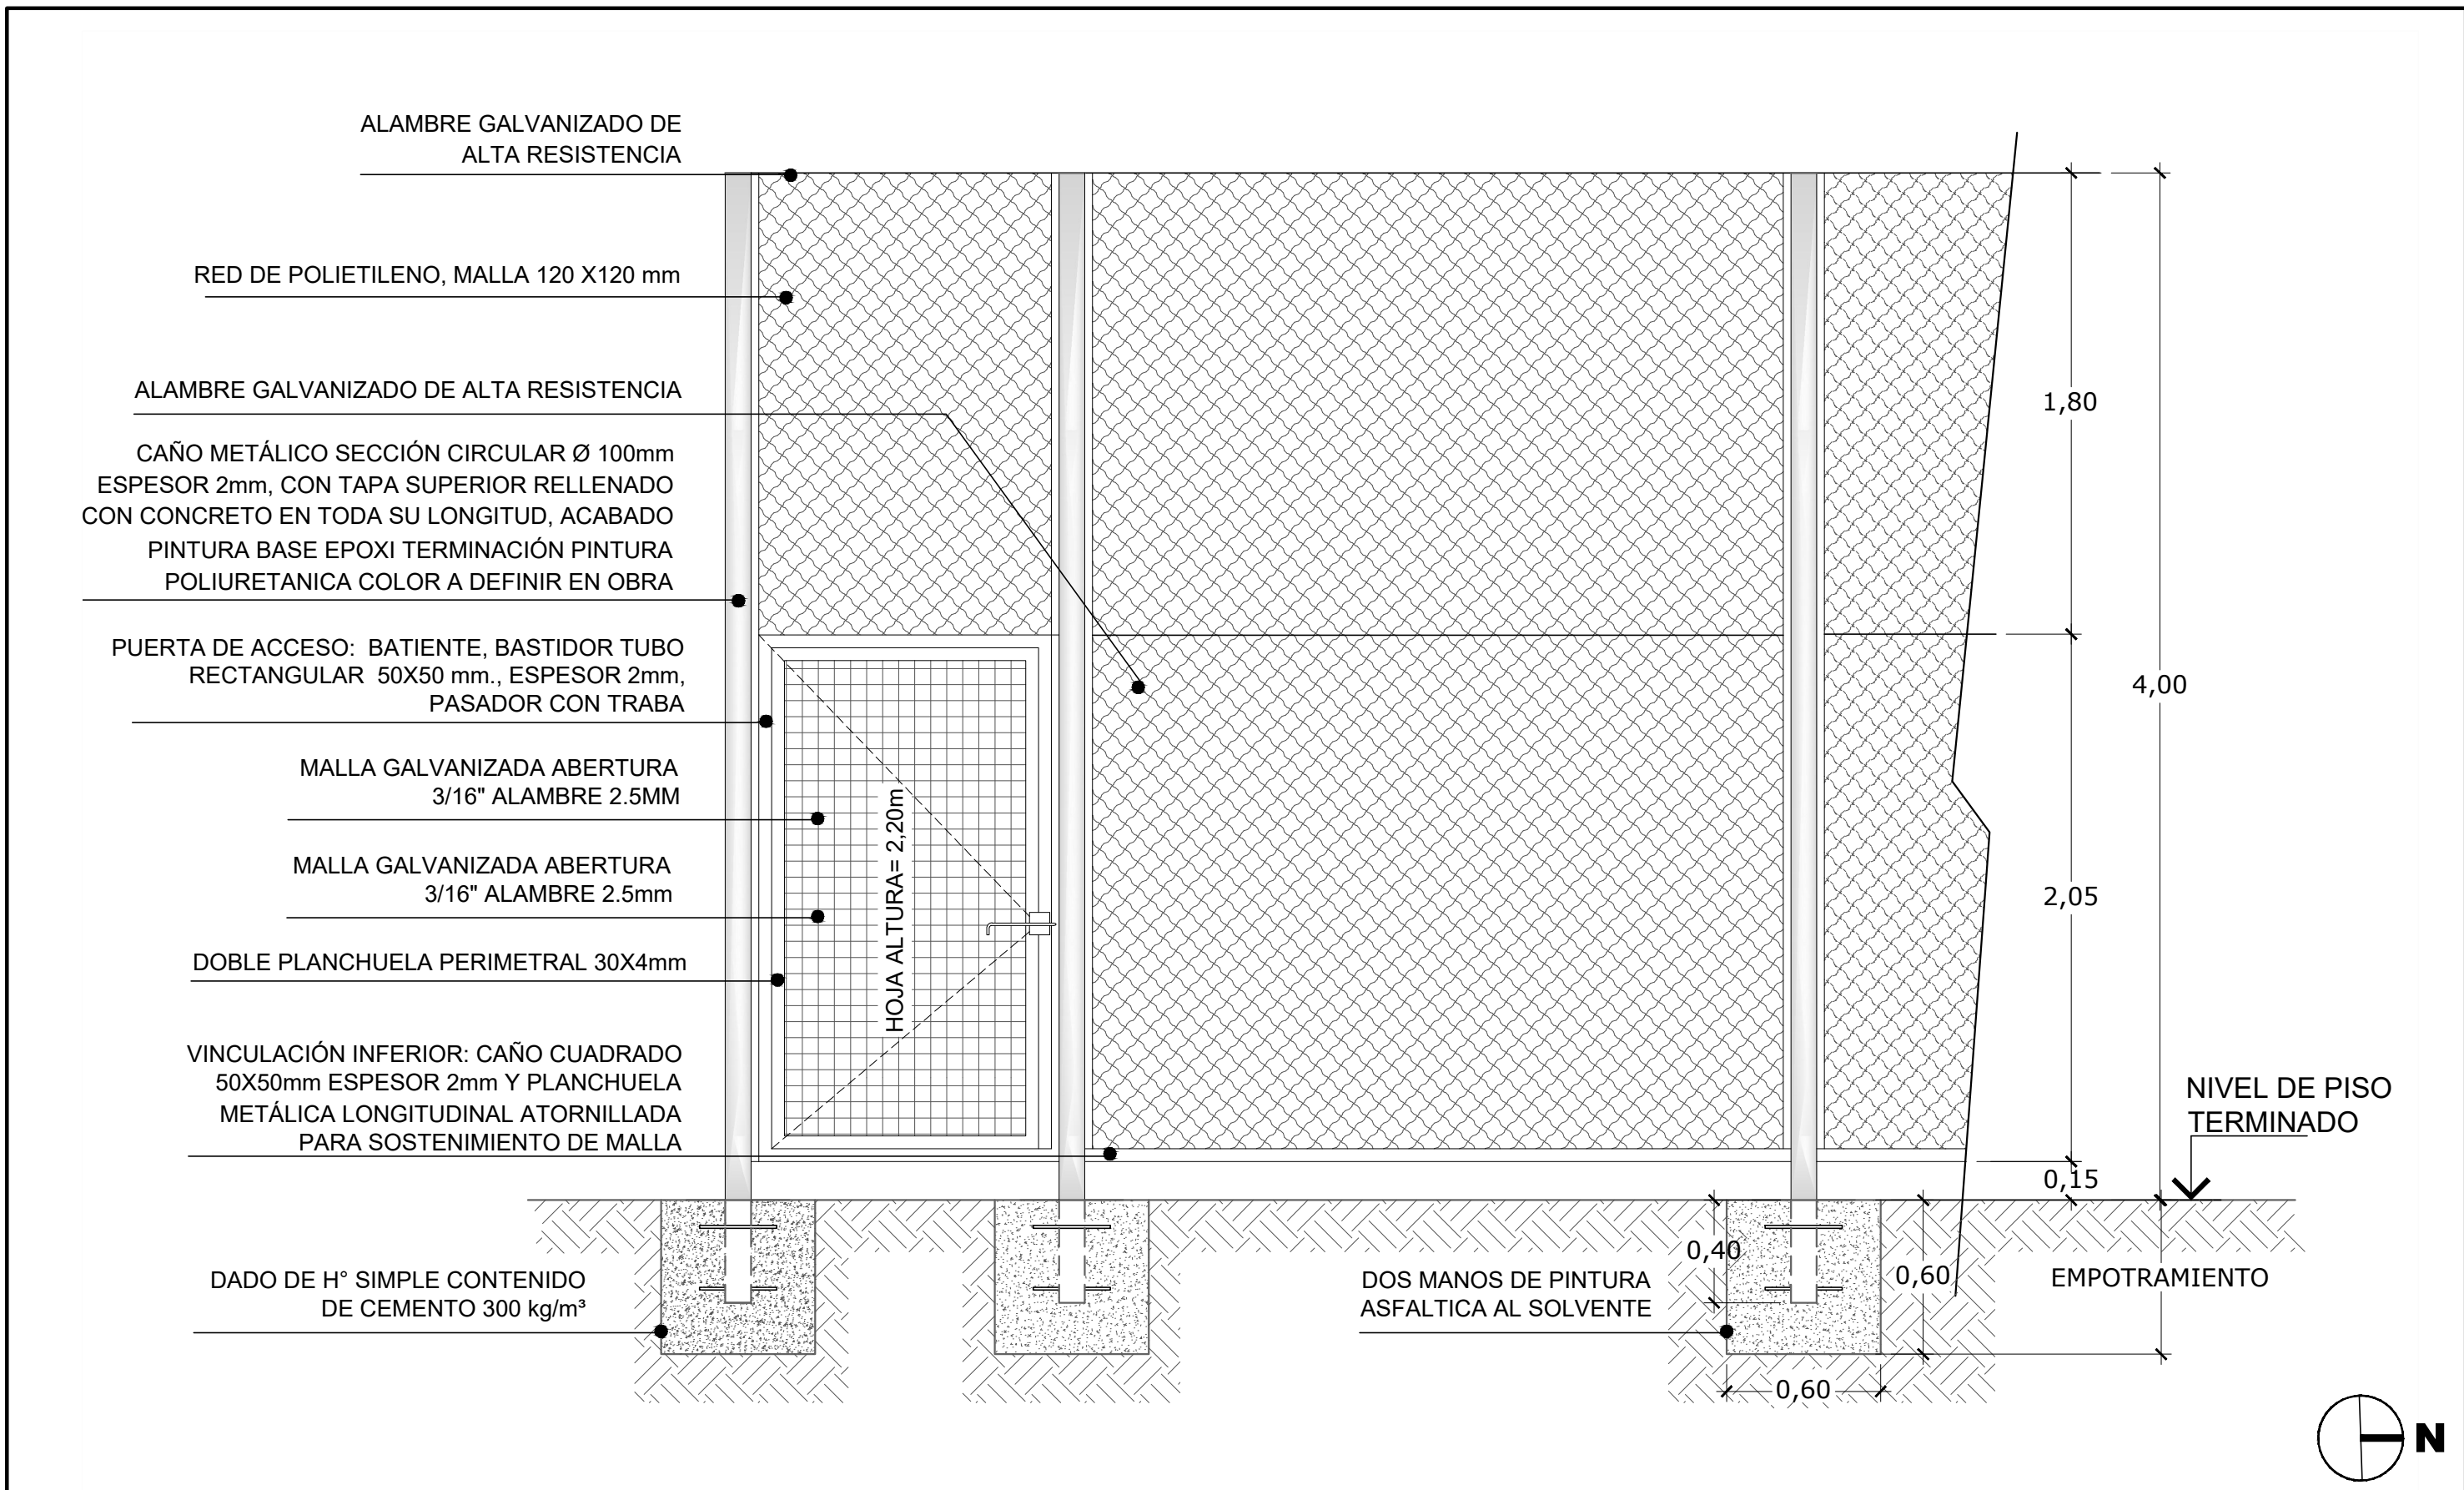 ALAMBRE GALVANIZADO DE
ALTA RESISTENCIA
RED DE POLIETILENO, MALLA 120 X120 mm
ALAMBRE GALVANIZADO DE ALTA RESISTENCIA
CAÑO METÁLICO SECCIÓN CIRCULAR Ø 100mm
ESPESOR 2mm, CON TAPA SUPERIOR RELLENADO
CON CONCRETO EN TODA SU LONGITUD, ACABADO
PINTURA BASE EPOXI TERMINACIÓN PINTURA
POLIURETANICA COLOR A DEFINIR EN OBRA
PUERTA DE ACCESO: BATIENTE, BASTIDOR TUBO
RECTANGULAR 50X50 mm., ESPESOR 2mm,
PASADOR CON TRABA
MALLA GALVANIZADA ABERTURA
3/16" ALAMBRE 2.5MM
MALLA GALVANIZADA ABERTURA
3/16" ALAMBRE 2.5mm
DOBLE PLANCHUELA PERIMETRAL 30X4mm
VINCULACIÓN INFERIOR: CAÑO CUADRADO
50X50mm ESPESOR 2mm Y PLANCHUELA
METÁLICA LONGITUDINAL ATORNILLADA
PARA SOSTENIMIENTO DE MALLA
DADO DE H° SIMPLE CONTENIDO
DE CEMENTO 300 kg/m³
HOJA ALTURA= 2,20m
DOS MANOS DE PINTURA
ASFALTICA AL SOLVENTE
0,40
0,60
0,60
1,80
4,00
2,05
0,15
NIVEL DE PISO
TERMINADO
EMPOTRAMIENTO
N